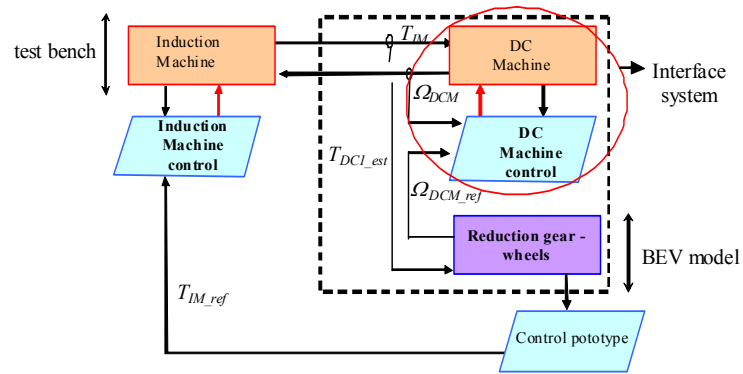 test bench
Induction
Machine
T_IM
DC
Machine
Interface
system
Ω_DCM
Induction
Machine
control
DC
Machine
control
T_DC1_est
Ω_DCM_ref
Reduction gear -
wheels
BEV model
T_IM_ref
Control pototype